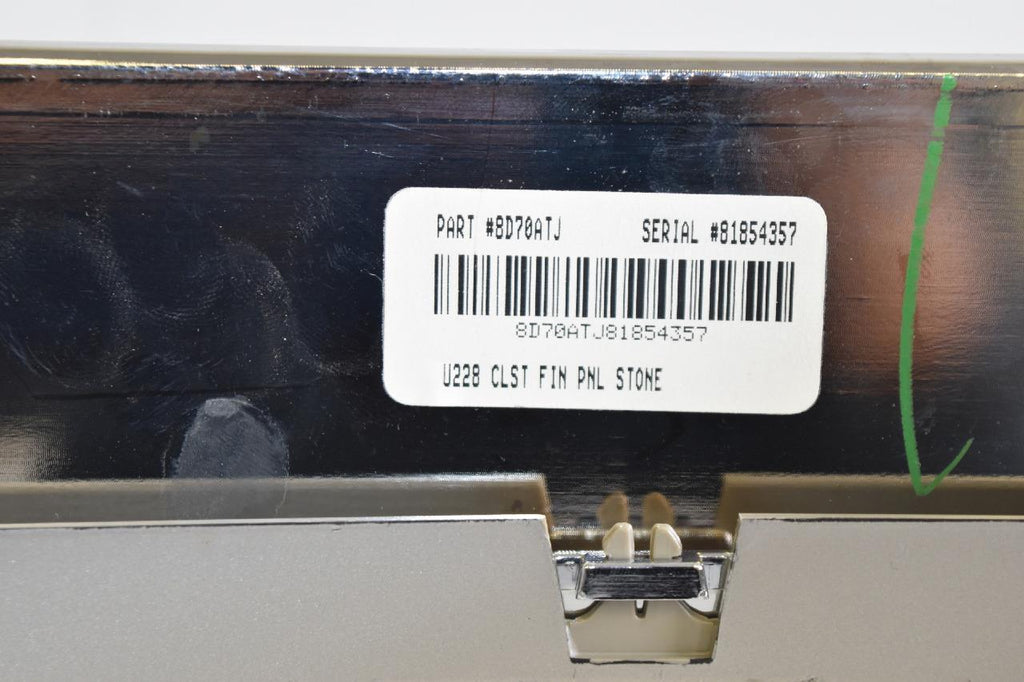 PART #8D70ATJ SERIAL #81854357
8D70ATJ81854357
U228 CLST FIN PNL STONE